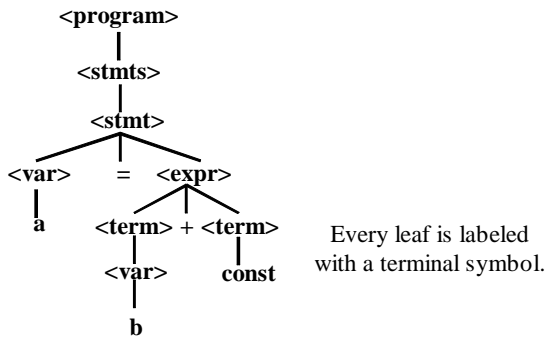 <program>
<stmts>
<stmt>
<var> = <expr>
a
<term> + <term>
<var> const
b
Every leaf is labeled
with a terminal symbol.